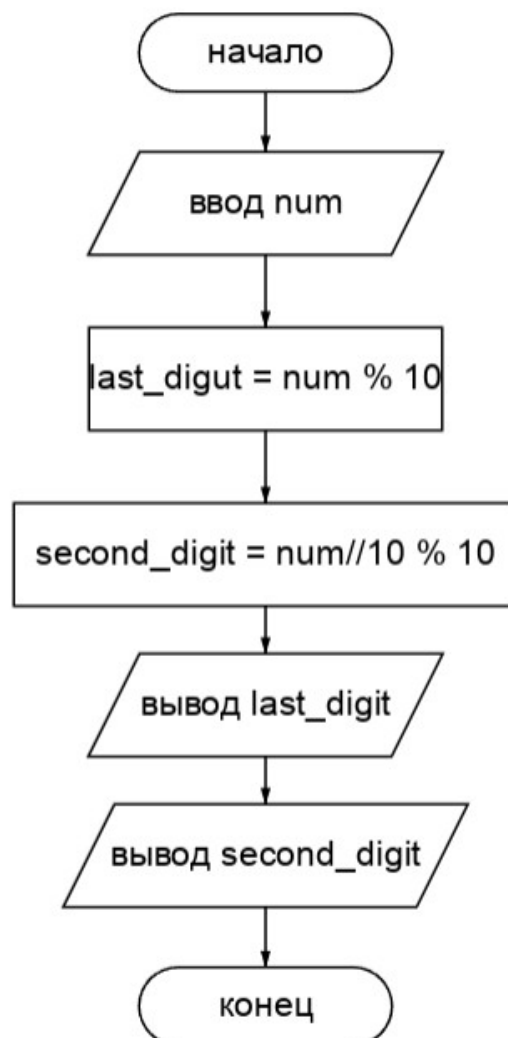 начало
ввод num
last_digut = num % 10
second_digit = num//10 % 10
вывод last_digit
вывод second_digit
конец